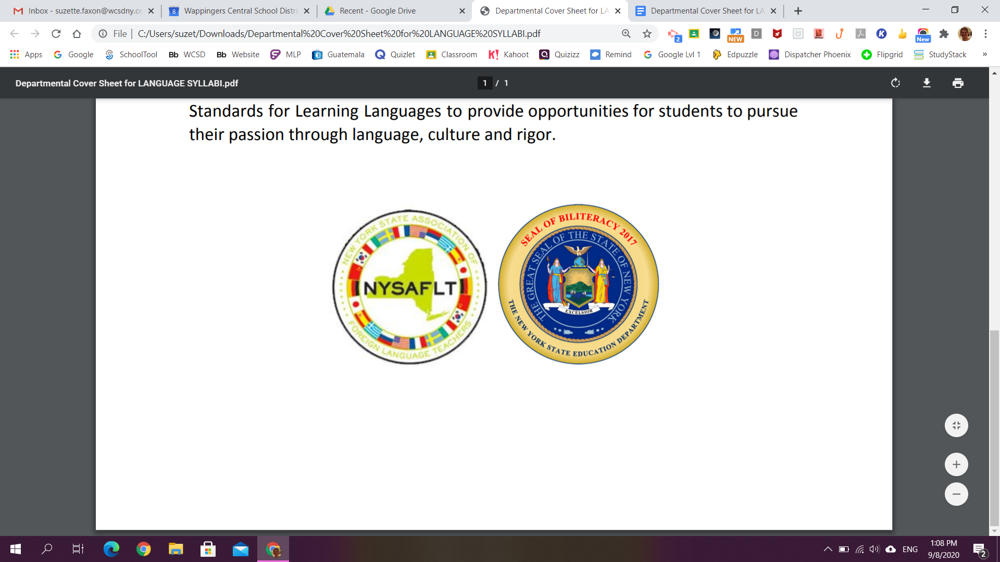 Inbox - suzette.faxon@wcsdny.or
Wappingers Central School Distri
Recent - Google Drive
Departmental Cover Sheet for LA
Departmental Cover Sheet for LA
File
C:/Users/suzet/Downloads/Departmental%20Cover%20Sheet%20for%20LANGUAGE%20SYLLABI.pdf
2
NEW
D
K
New
Apps
Google
SchoolTool
Bb WCSD
Bb Website
MLP
Guatemala
Quizlet
Classroom
K! Kahoot
Quizizz
Remind
Google Lvl 1
Edpuzzle
Dispatcher Phoenix
Flipgrid
StudyStack
»
Departmental Cover Sheet for LANGUAGE SYLLABI.pdf
1 / 1
Standards for Learning Languages to provide opportunities for students to pursue
their passion through language, culture and rigor.
NEW YORK STATE ASSOCIATION OF
NYSAFLT
FOREIGN LANGUAGE TEACHERS
SEAL OF BILITERACY 2017
THE GREAT SEAL OF THE STATE OF NEW YORK
EXCELSIOR
THE NEW YORK STATE EDUCATION DEPARTMENT
ENG
1:08 PM
9/8/2020
2